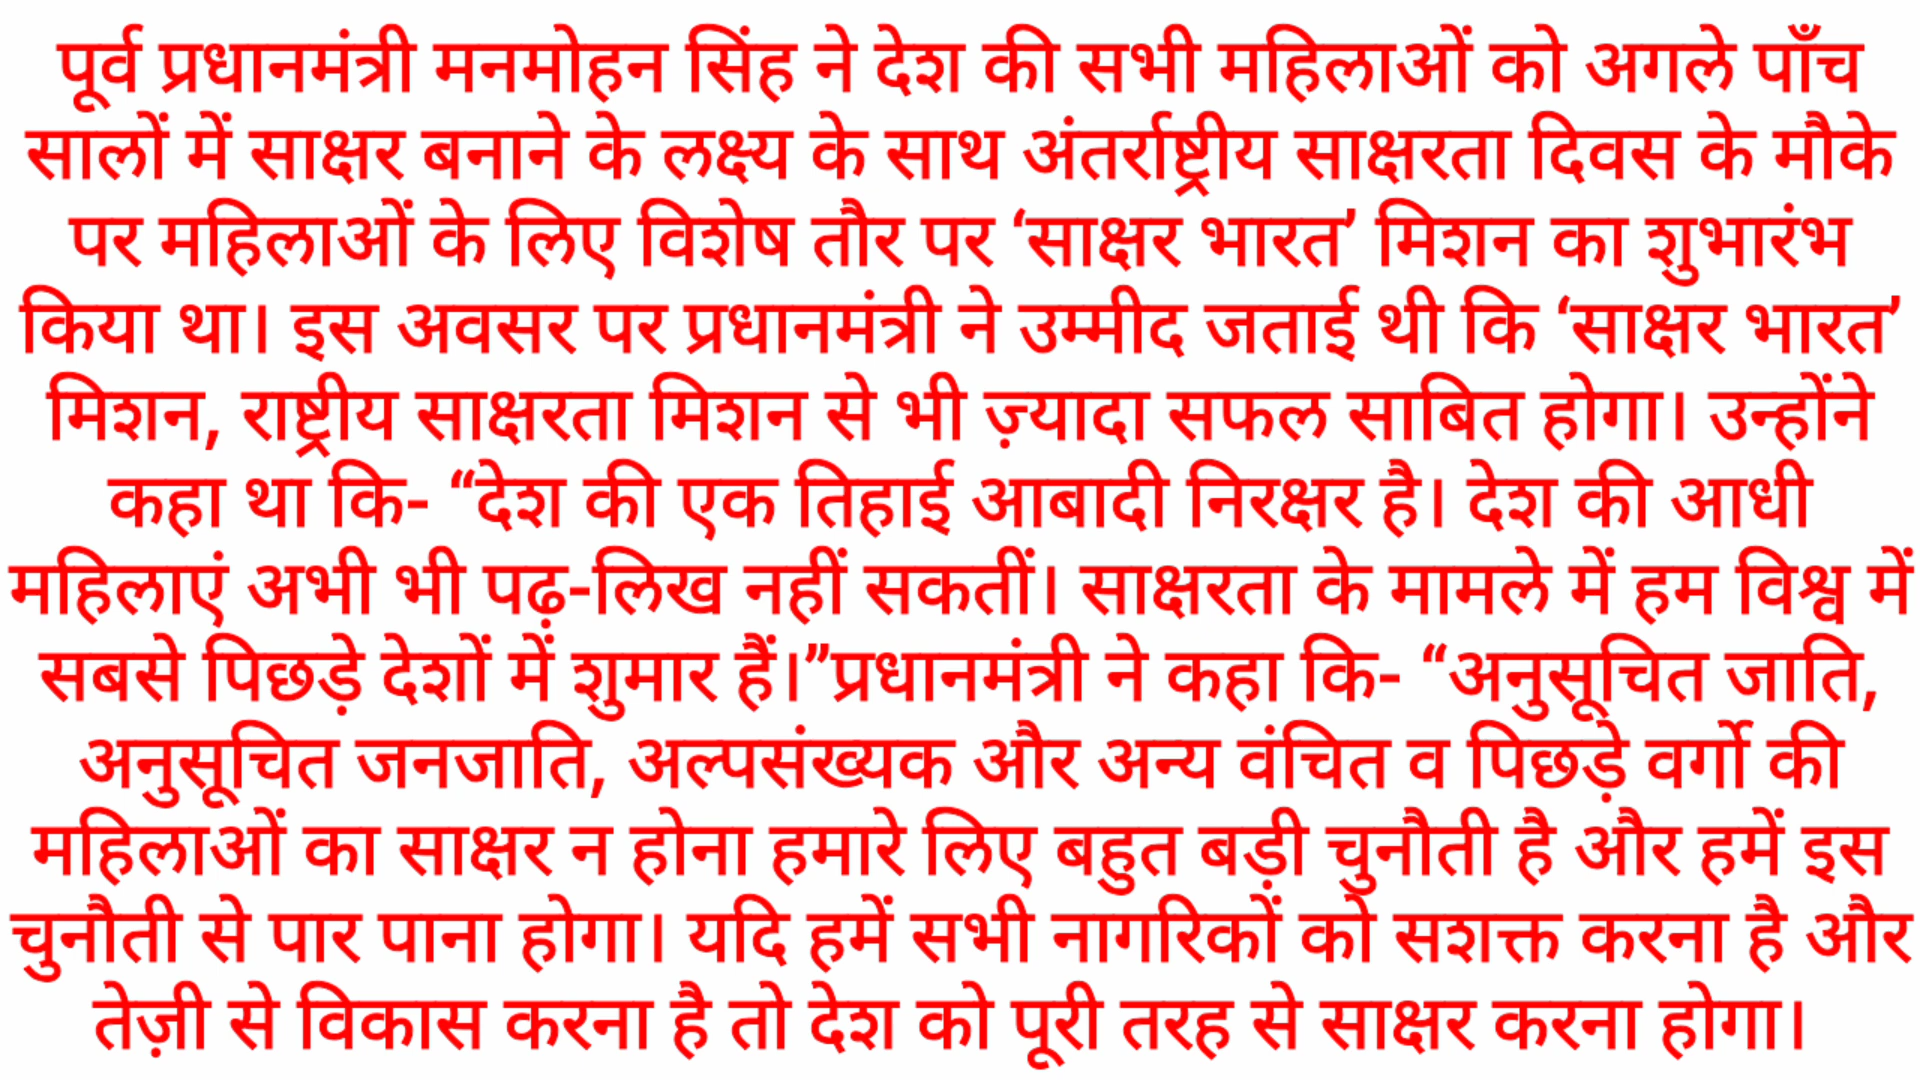 पूर्व प्रधानमंत्री मनमोहन सिंह ने देश की सभी महिलाओं को अगले पाँच
सालों में साक्षर बनाने के लक्ष्य के साथ अंतर्राष्ट्रीय साक्षरता दिवस के मौके
पर महिलाओं के लिए विशेष तौर पर ‘साक्षर भारत’ मिशन का शुभारंभ
किया था। इस अवसर पर प्रधानमंत्री ने उम्मीद जताई थी कि ‘साक्षर भारत’
मिशन, राष्ट्रीय साक्षरता मिशन से भी ज़्यादा सफल साबित होगा। उन्होंने
कहा था कि- “देश की एक तिहाई आबादी निरक्षर है। देश की आधी
महिलाएं अभी भी पढ़-लिख नहीं सकतीं। साक्षरता के मामले में हम विश्व में
सबसे पिछड़े देशों में शुमार हैं।”प्रधानमंत्री ने कहा कि- “अनुसूचित जाति,
अनुसूचित जनजाति, अल्पसंख्यक और अन्य वंचित व पिछड़े वर्गो की
महिलाओं का साक्षर न होना हमारे लिए बहुत बड़ी चुनौती है और हमें इस
चुनौती से पार पाना होगा। यदि हमें सभी नागरिकों को सशक्त करना है और
तेज़ी से विकास करना है तो देश को पूरी तरह से साक्षर करना होगा।